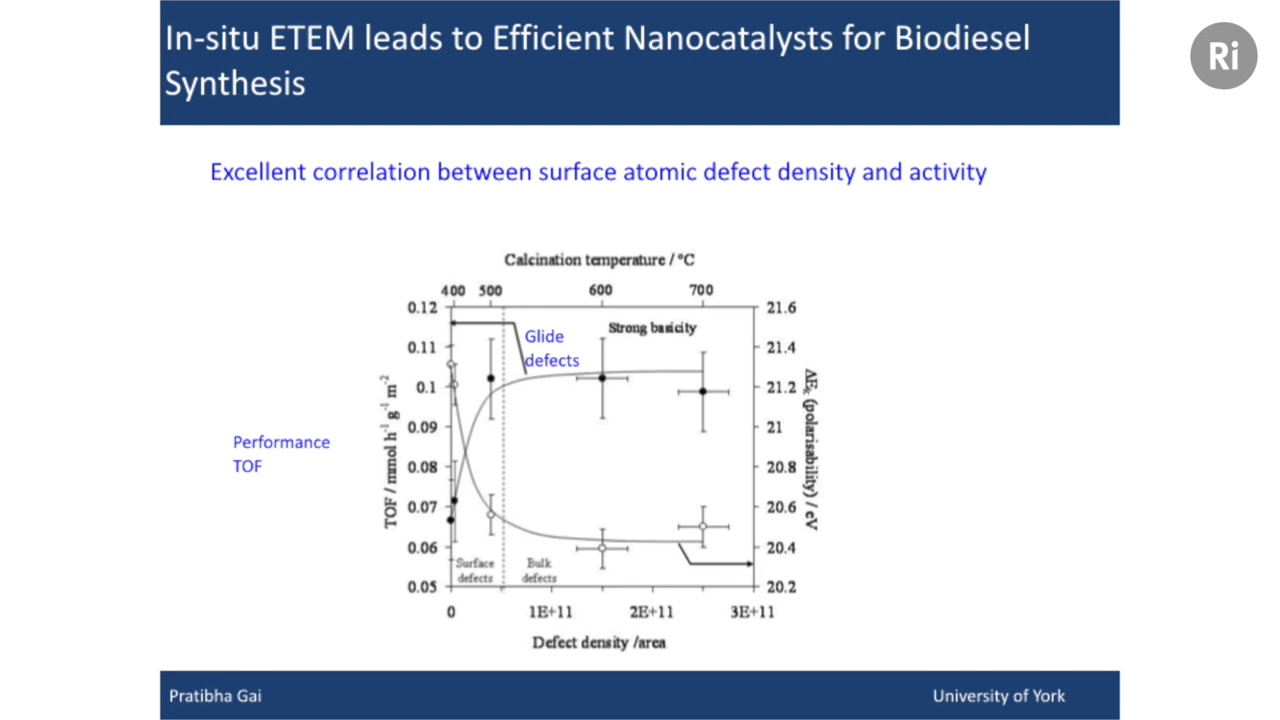 In-situ ETEM leads to Efficient Nanocatalysts for Biodiesel
Synthesis
Ri
Excellent correlation between surface atomic defect density and activity
Calcination temperature / °C
400 500 600 700
0.12
0.11
0.1
0.09
0.08
0.07
0.06
0.05
TOF / mmol h⁻¹ g⁻¹ m⁻²
Performance
TOF
Glide
defects
Strong basicity
Surface
defects
Bulk
defects
21.6
21.4
21.2
21
20.8
20.6
20.4
20.2
ΔEₖ (polarisability) / eV
0 1E+11 2E+11 3E+11
Defect density /area
Pratibha Gai
University of York